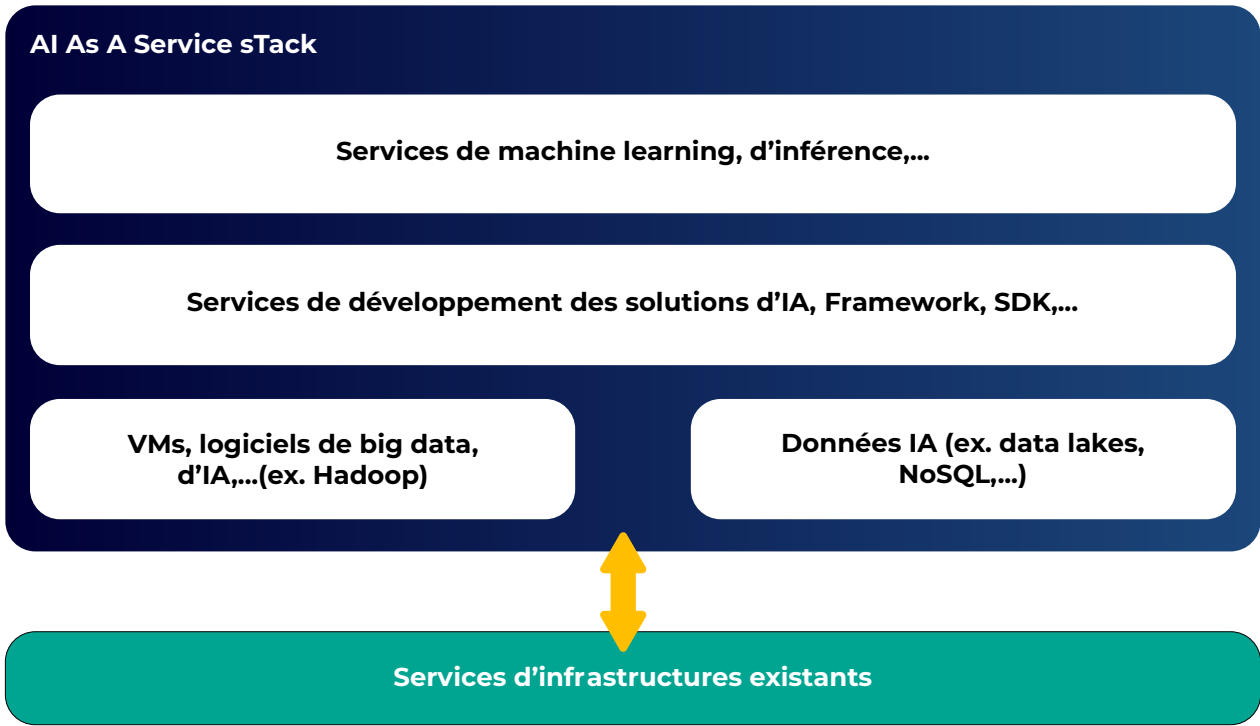 AI As A Service sTack
Services de machine learning, d’inférence,...
Services de développement des solutions d’IA, Framework, SDK,...
VMs, logiciels de big data,
d’IA,...(ex. Hadoop)
Données IA (ex. data lakes,
NoSQL,...)
Services d’infrastructures existants